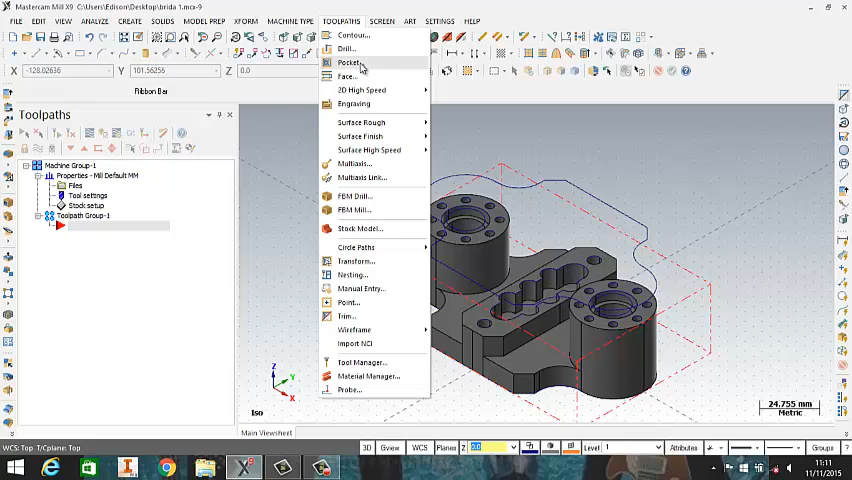 Mastercam Mill X9 C:\Users\Edison\Desktop\brida 1.mcx-9
FILE EDIT VIEW ANALYZE CREATE SOLIDS MODEL PREP XFORM MACHINE TYPE TOOLPATHS SCREEN ART SETTINGS HELP
X -128.02636 Y 101.56256 Z 0.0
Ribbon Bar
Toolpaths
Machine Group-1
Properties - Mill Default MM
Files
Tool settings
Stock setup
Toolpath Group-1
Contour...
Drill...
Pocket...
Face...
2D High Speed
Engraving
Surface Rough
Surface Finish
Surface High Speed
Multiaxis...
Multiaxis Link...
FBM Drill...
FBM Mill...
Stock Model...
Circle Paths
Transform...
Nesting...
Manual Entry...
Point...
Trim...
Wireframe
Import NCI
Tool Manager...
Material Manager...
Probe...
Z
Y
X
Iso
24.755 mm
Metric
Main Viewsheet
WCS: Top T/Cplane: Top
3D Gview WCS Planes Z 0.0 Level 1 Attributes Groups
11:11
11/11/2015